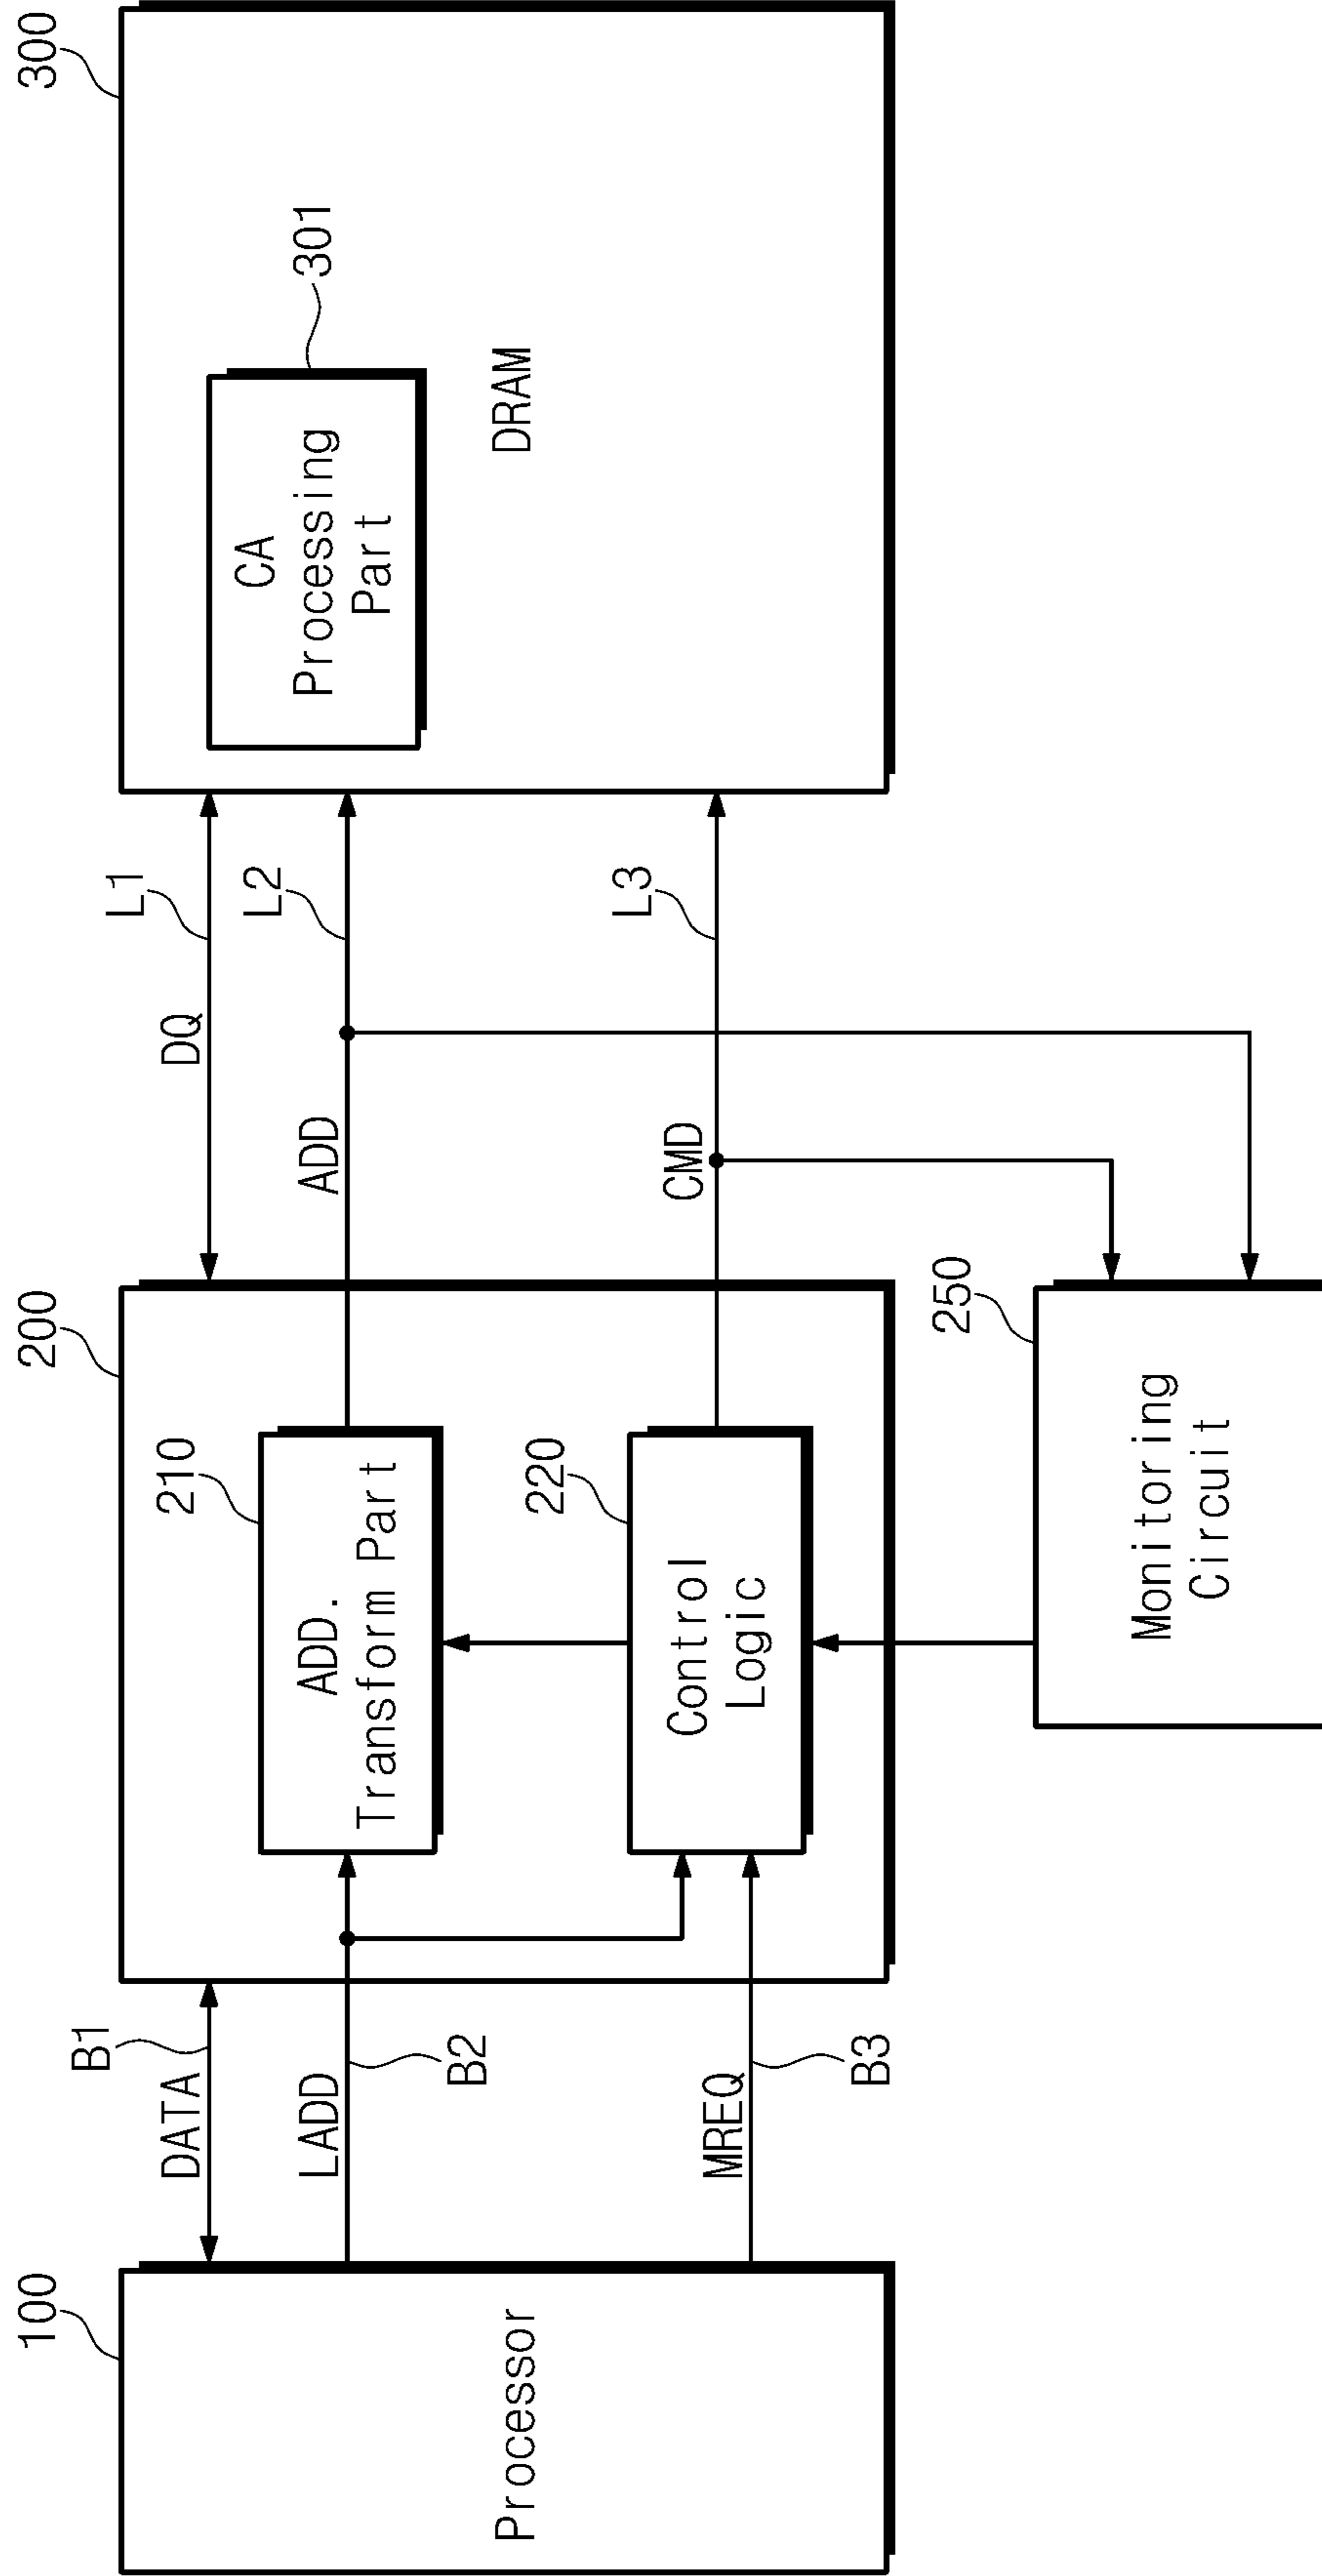 100
200
300
Processor
B1
DATA
LADD
B2
MREQ
B3
210
ADD.
Transform Part
220
Control
Logic
250
Monitoring
Circuit
L1
DQ
L2
ADD
L3
CMD
301
CA
Processing
Part
DRAM